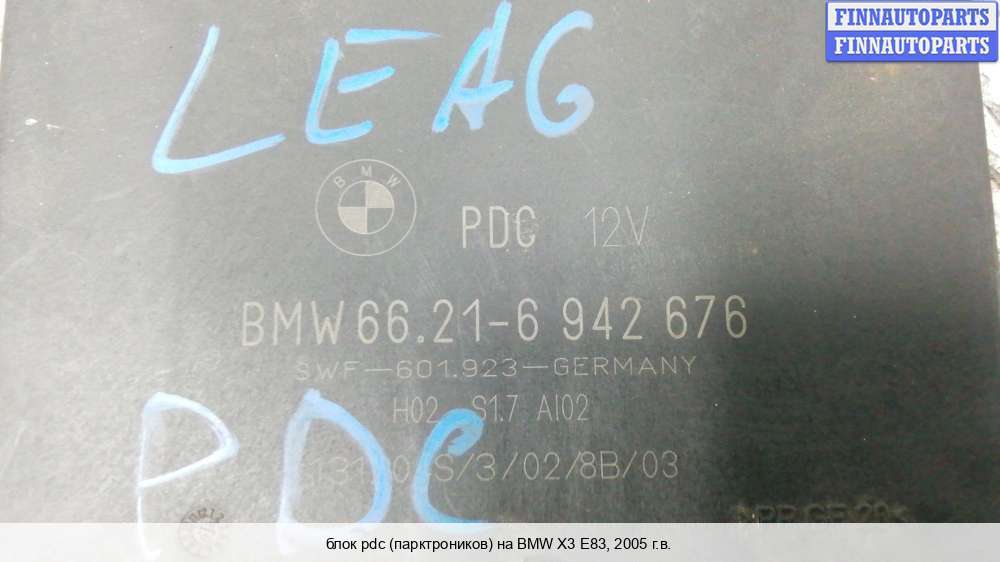 FINNAUTOPARTS
FINNAUTOPARTS
LEAG
BMW
PDC 12V
BMW 66.21-6 942 676
SWF-601.923-GERMANY
H02 S1.7 AI02
S/3/02/8B/03
PDC
блок pdc (парктроников) на BMW X3 E83, 2005 г.в.